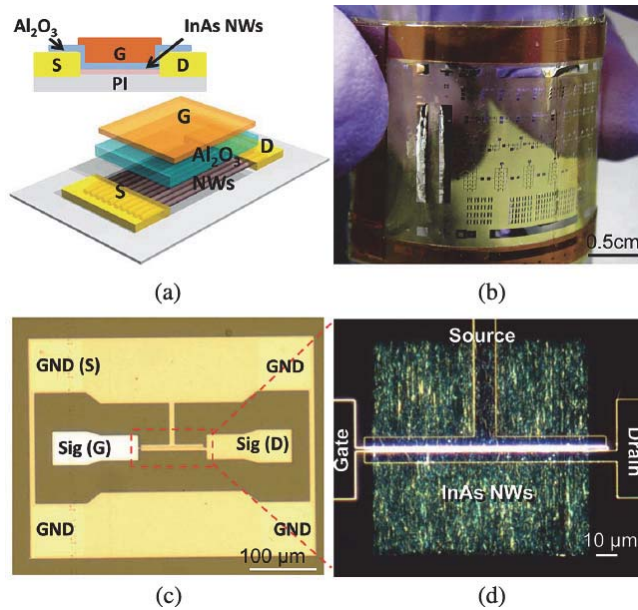 Al₂O₃
InAs NWs
G
S
D
PI
G
D
Al₂O₃
S
NWs
0.5cm
(a)
(b)
GND (S)
GND
Sig (G)
Sig (D)
GND
GND
100 µm
(c)
Source
Gate
Drain
InAs NWs
10 µm
(d)